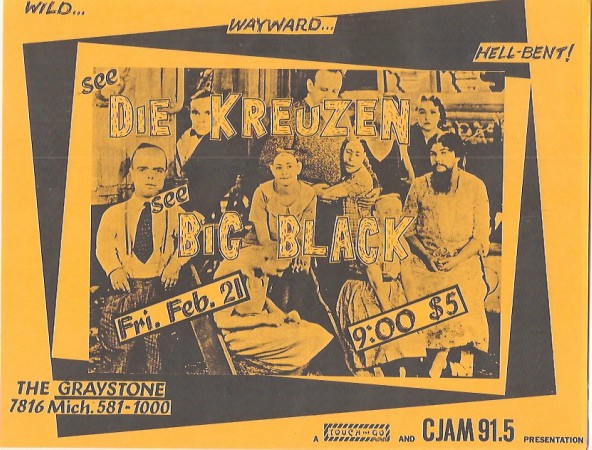 WILD...
WAYWARD...
HELL-BENT!
see
DIE KREUZEN
see
BIG BLACK
Fri. Feb. 21
9:00 $5
THE GRAYSTONE
7816 Mich. 581-1000
A TOUCH AND GO AND CJAM 91.5 PRESENTATION